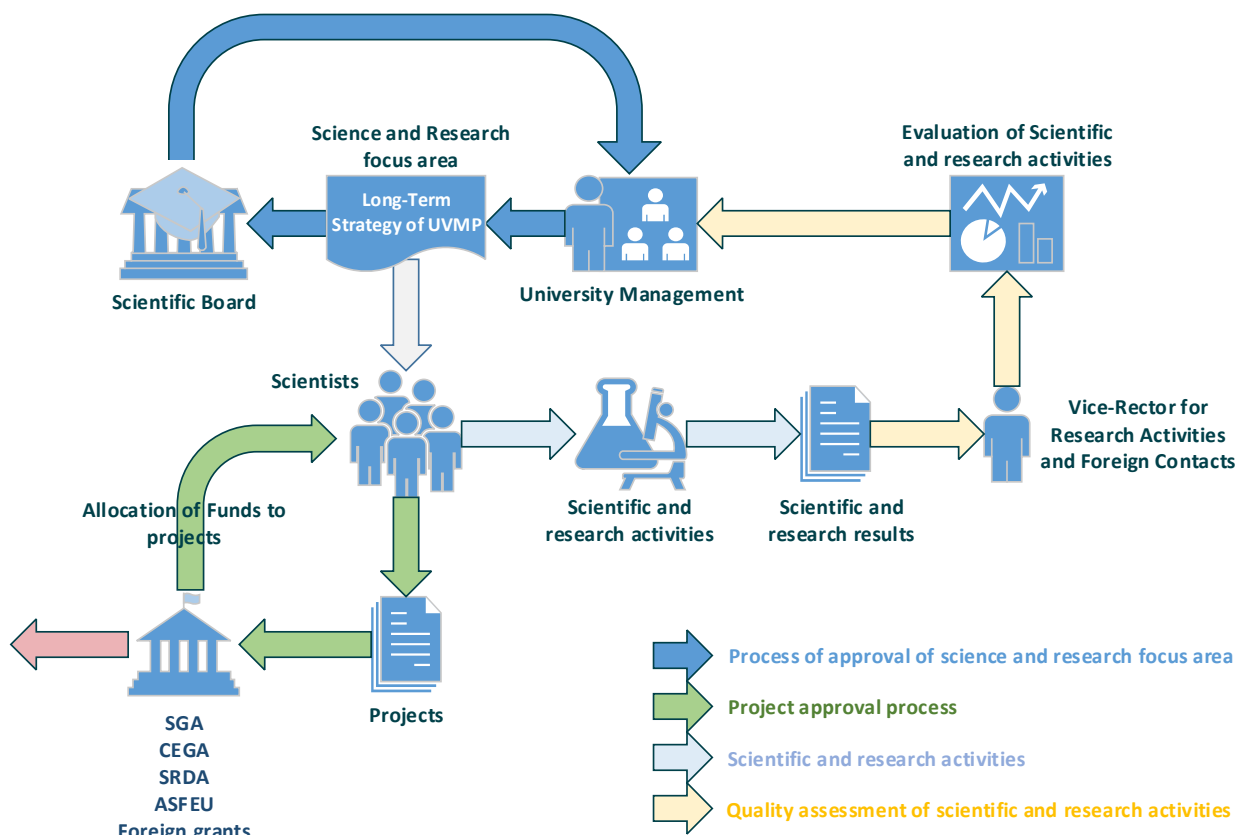 Science and Research
focus area
Evaluation of Scientific
and research activities
Long-Term
Strategy of UVMP
Scientific Board
University Management
Scientists
Vice-Rector for
Research Activities
and Foreign Contacts
Allocation of Funds to
projects
Scientific and
research activities
Scientific and
research results
Projects
SGA
CEGA
SRDA
ASFEU
Foreign grants
Process of approval of science and research focus area
Project approval process
Scientific and research activities
Quality assessment of scientific and research activities